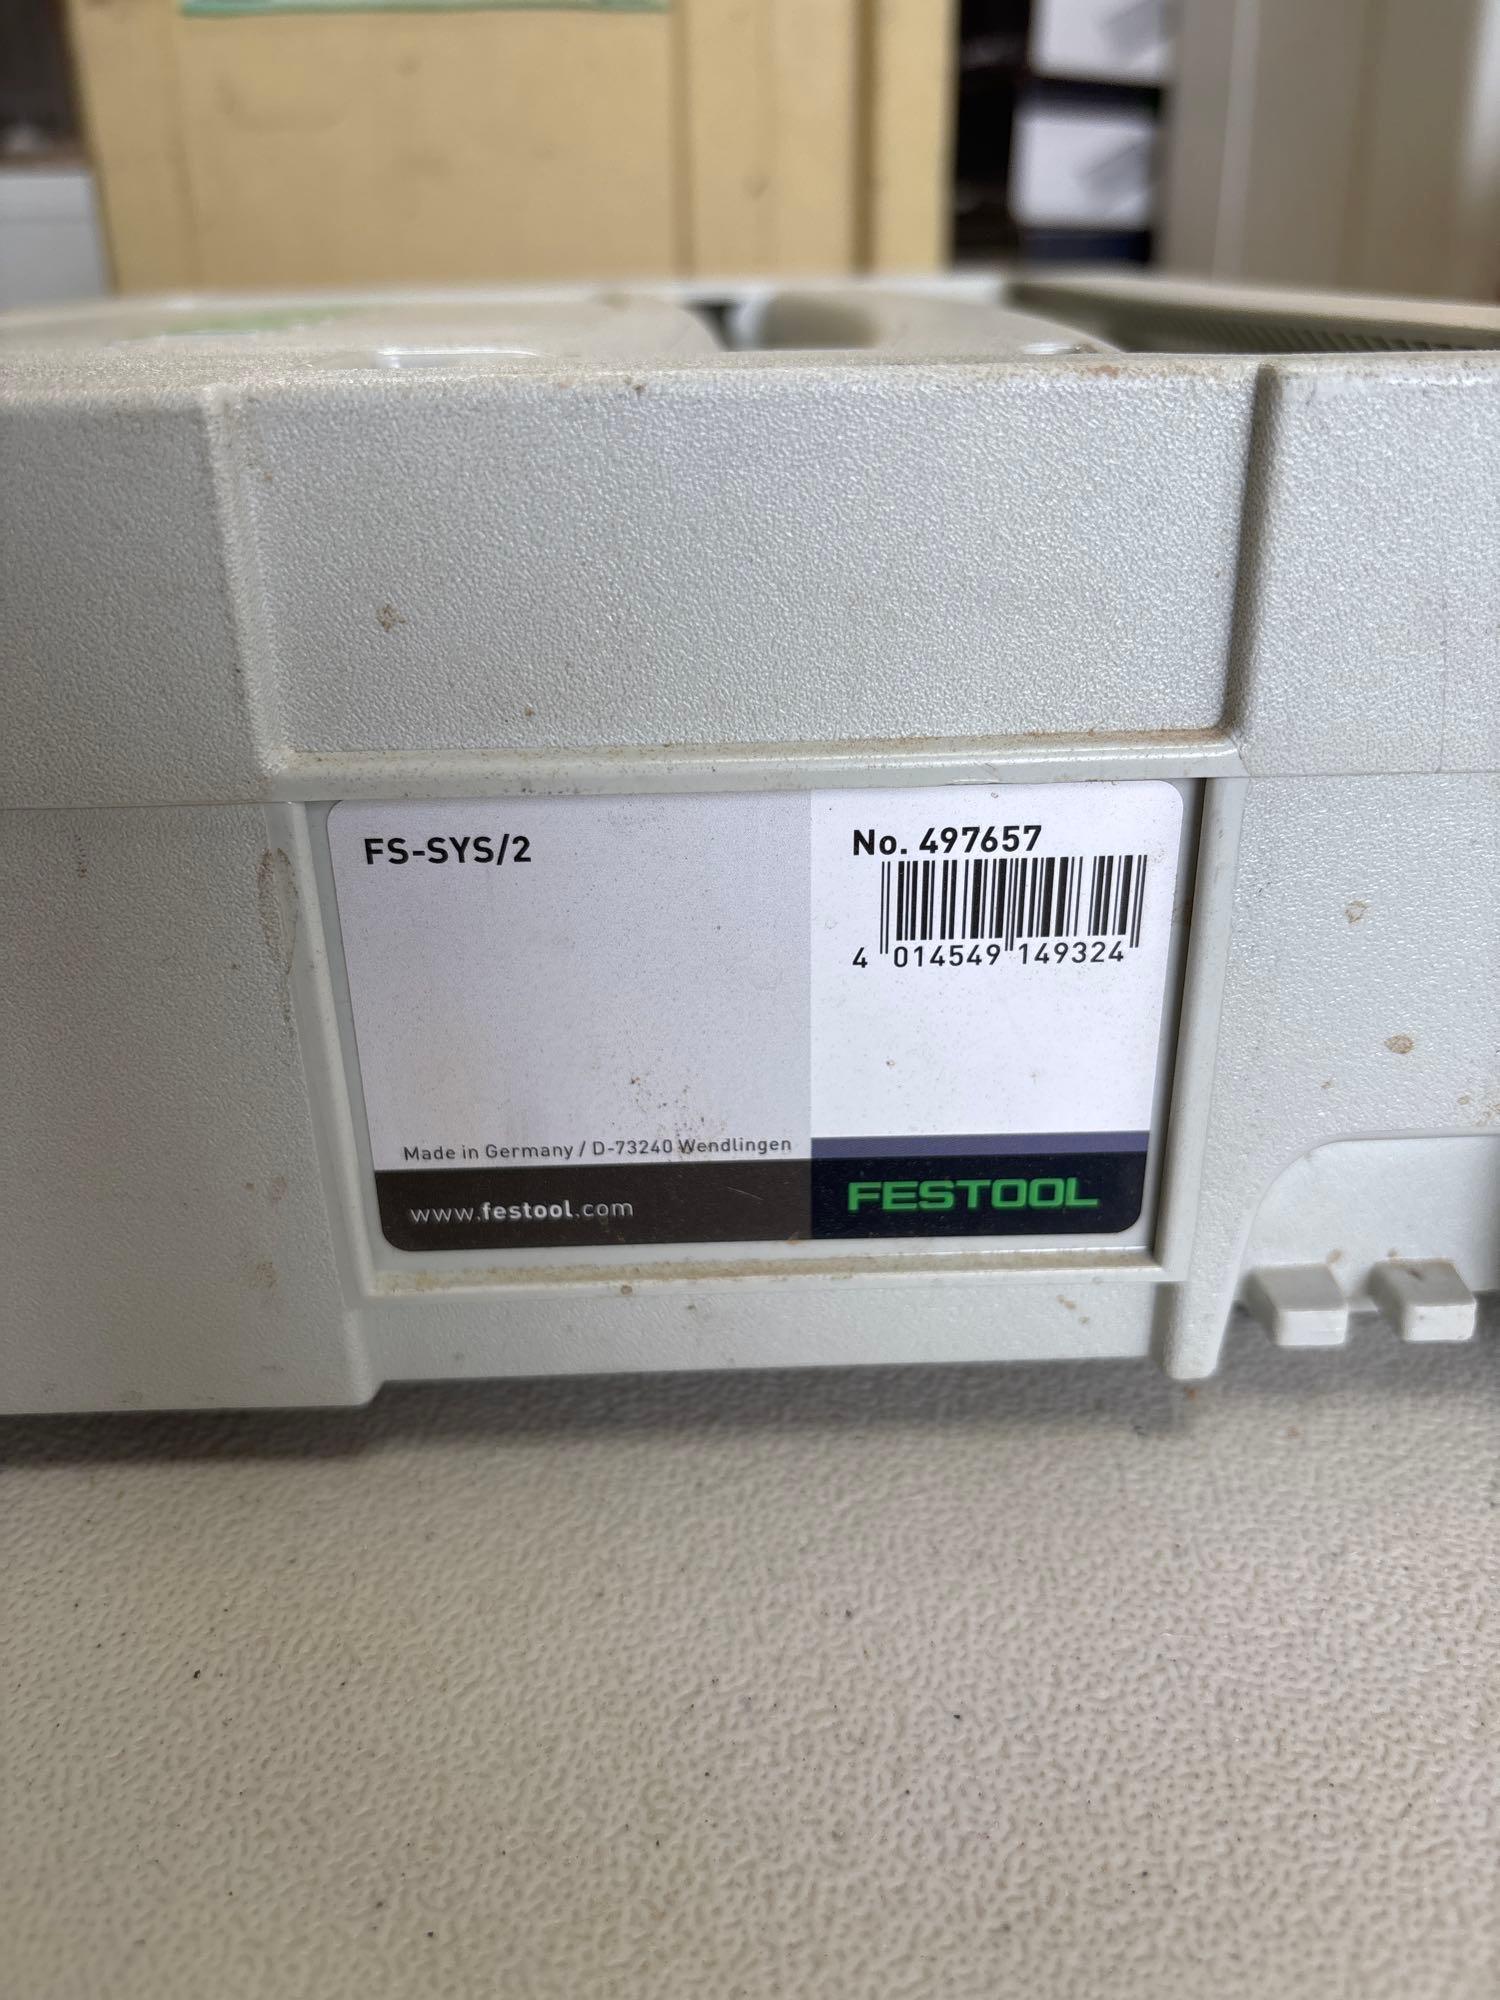 FS-SYS/2
No. 497657
4 014549 149324
Made in Germany / D-73240 Wendlingen
www.festool.com
FESTOOL